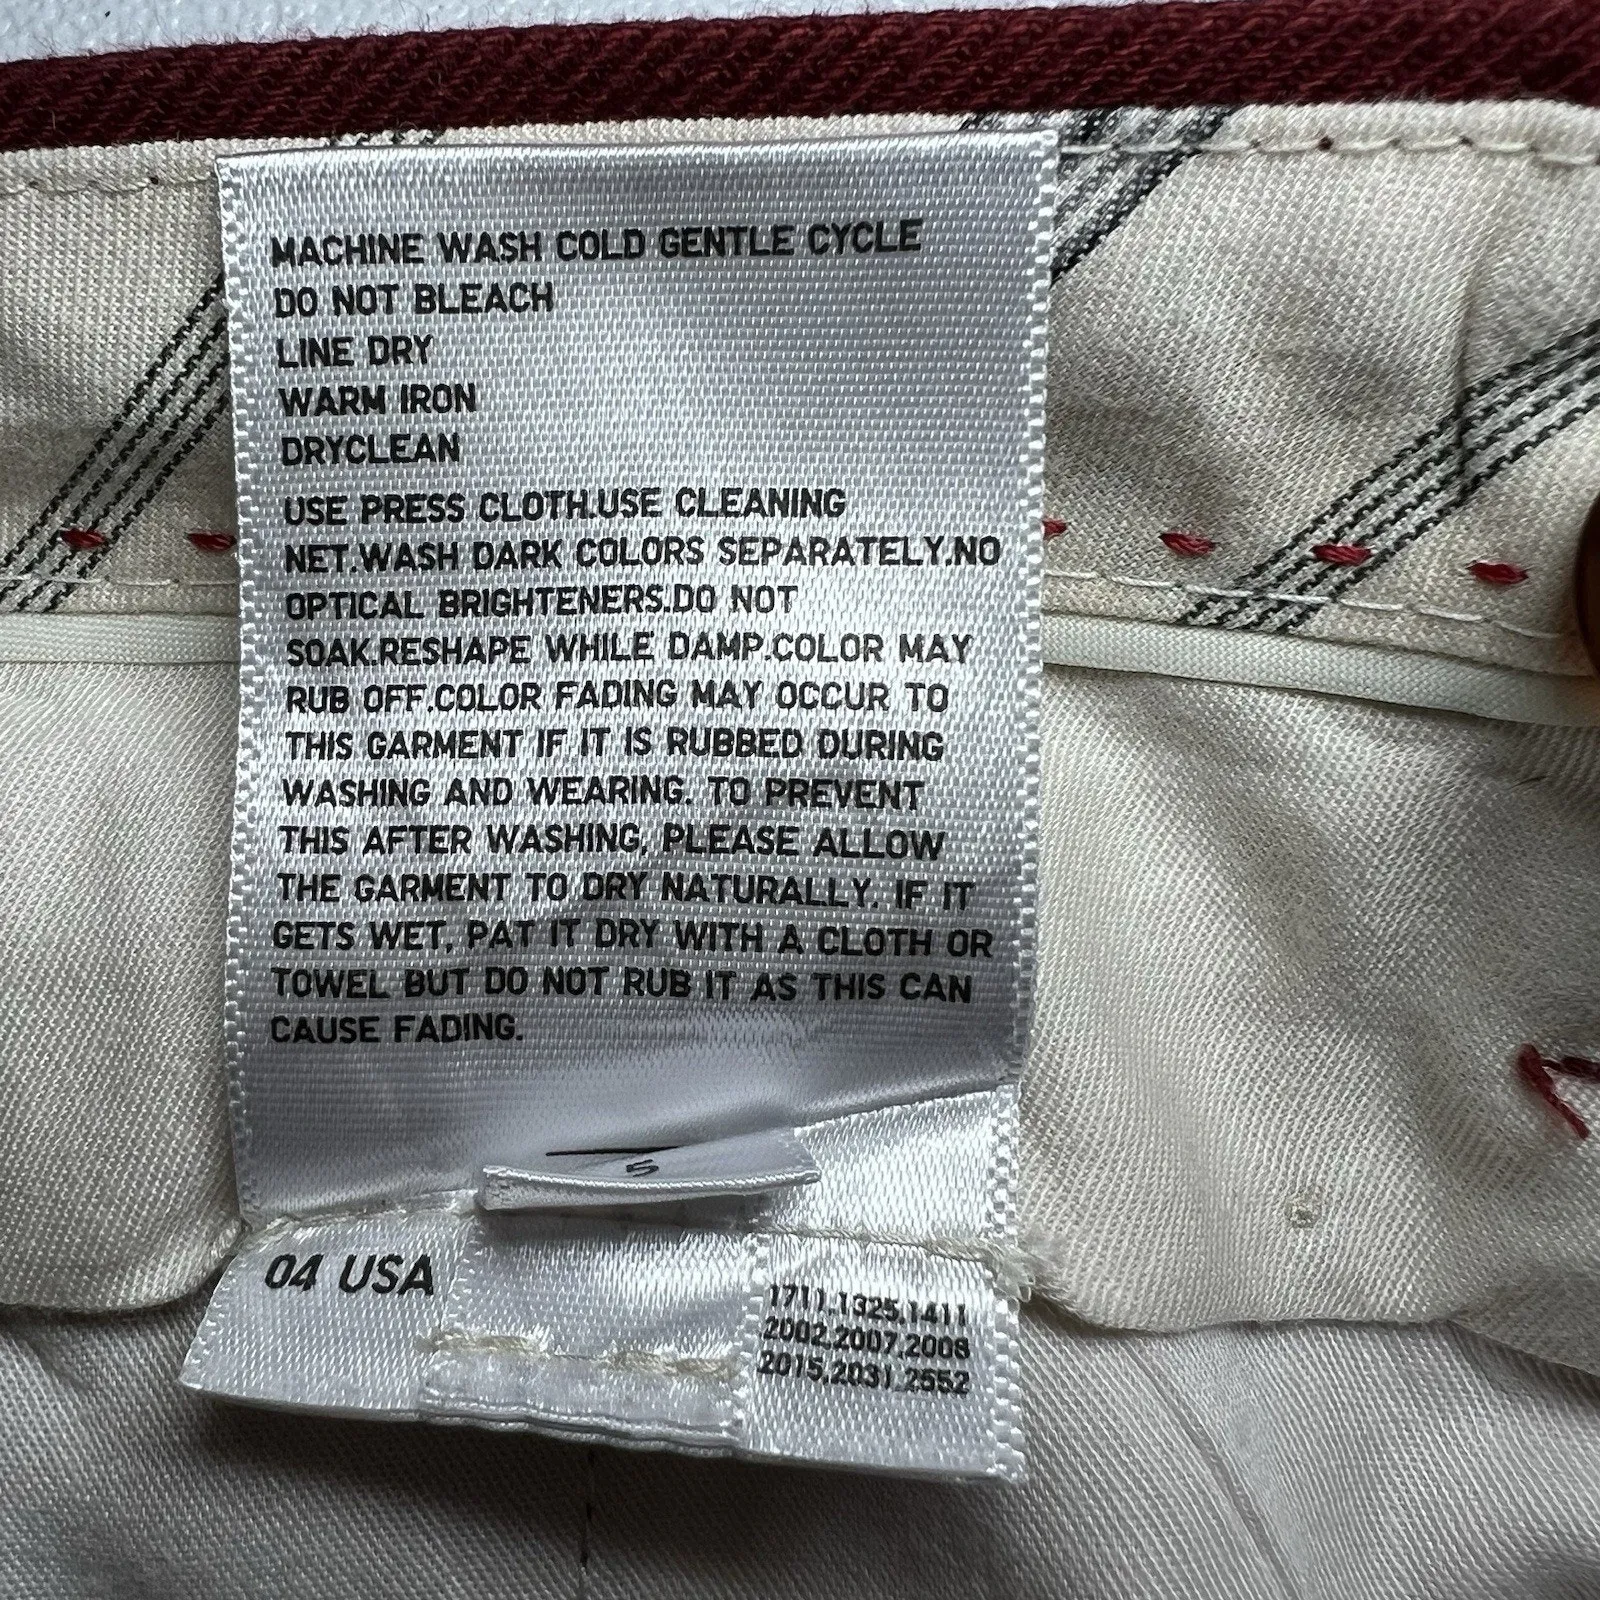 MACHINE WASH COLD GENTLE CYCLE
DO NOT BLEACH
LINE DRY
WARM IRON
DRYCLEAN
USE PRESS CLOTH.USE CLEANING
NET.WASH DARK COLORS SEPARATELY.NO
OPTICAL BRIGHTENERS.DO NOT
SOAK.RESHAPE WHILE DAMP.COLOR MAY
RUB OFF.COLOR FADING MAY OCCUR TO
THIS GARMENT IF IT IS RUBBED DURING
WASHING AND WEARING. TO PREVENT
THIS AFTER WASHING, PLEASE ALLOW
THE GARMENT TO DRY NATURALLY. IF IT
GETS WET, PAT IT DRY WITH A CLOTH OR
TOWEL BUT DO NOT RUB IT AS THIS CAN
CAUSE FADING.
5
04 USA
1711,1325,1411
2002,2007,2008
2015,2031,2552